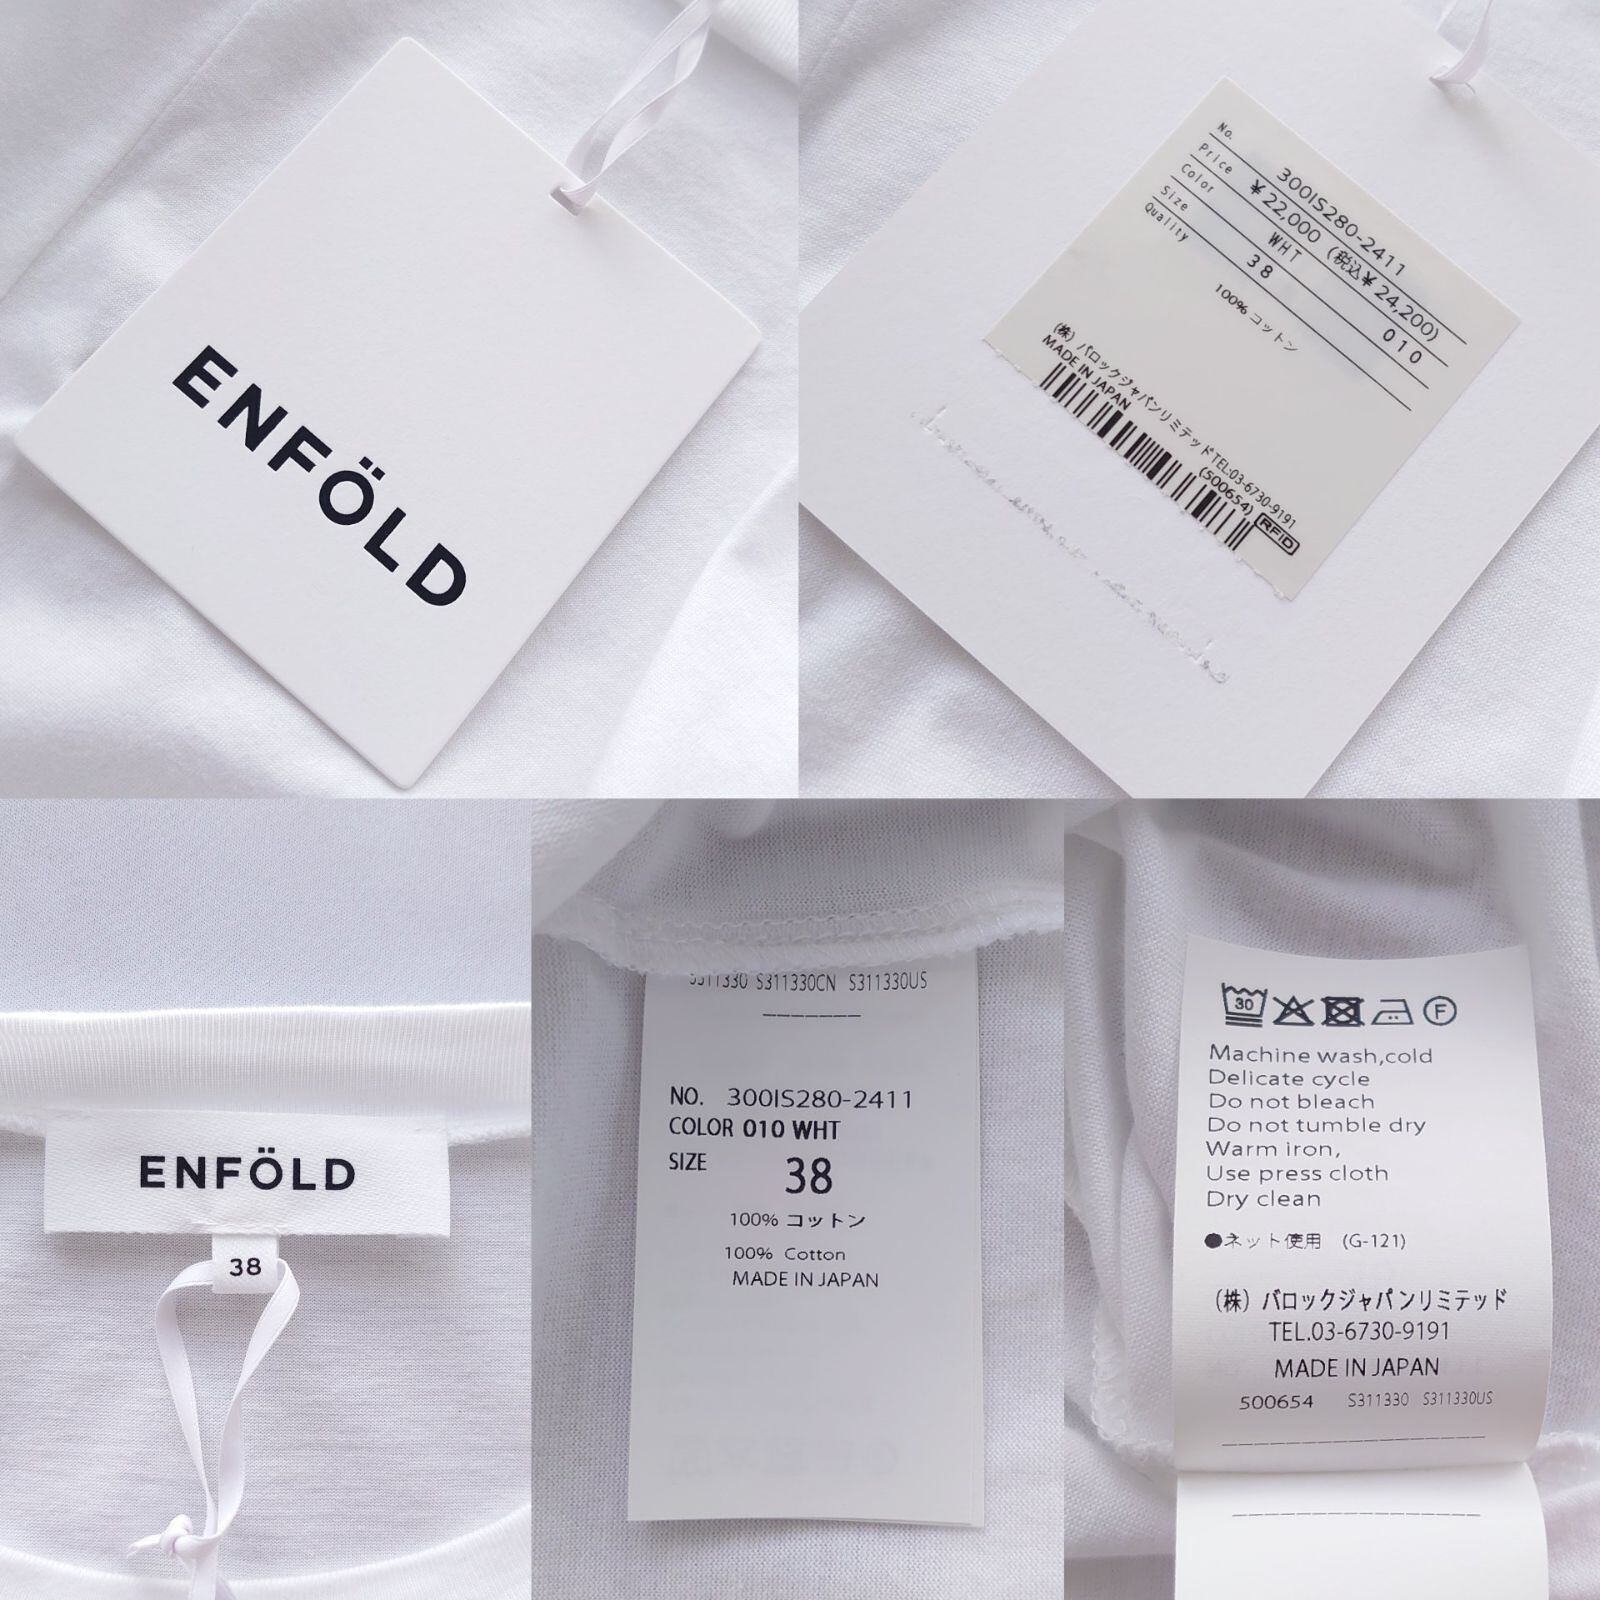 ENFÖLD
No. 300IS280-2411
Price ¥22,000 (税込¥24,200)
Color WHT 010
Size 38
Quality
100% コットン
(株) バロックジャパンリミテッド TEL:03-6730-9191
MADE IN JAPAN (500654)
RFID
ENFÖLD
38
S311330 S311330CN S311330US
NO. 300IS280-2411
COLOR 010 WHT
SIZE 38
100% コットン
100% Cotton
MADE IN JAPAN
30 F
Machine wash,cold
Delicate cycle
Do not bleach
Do not tumble dry
Warm iron,
Use press cloth
Dry clean
●ネット使用 (G-121)
(株) バロックジャパンリミテッド
TEL.03-6730-9191
MADE IN JAPAN
500654 S311330 S311330US